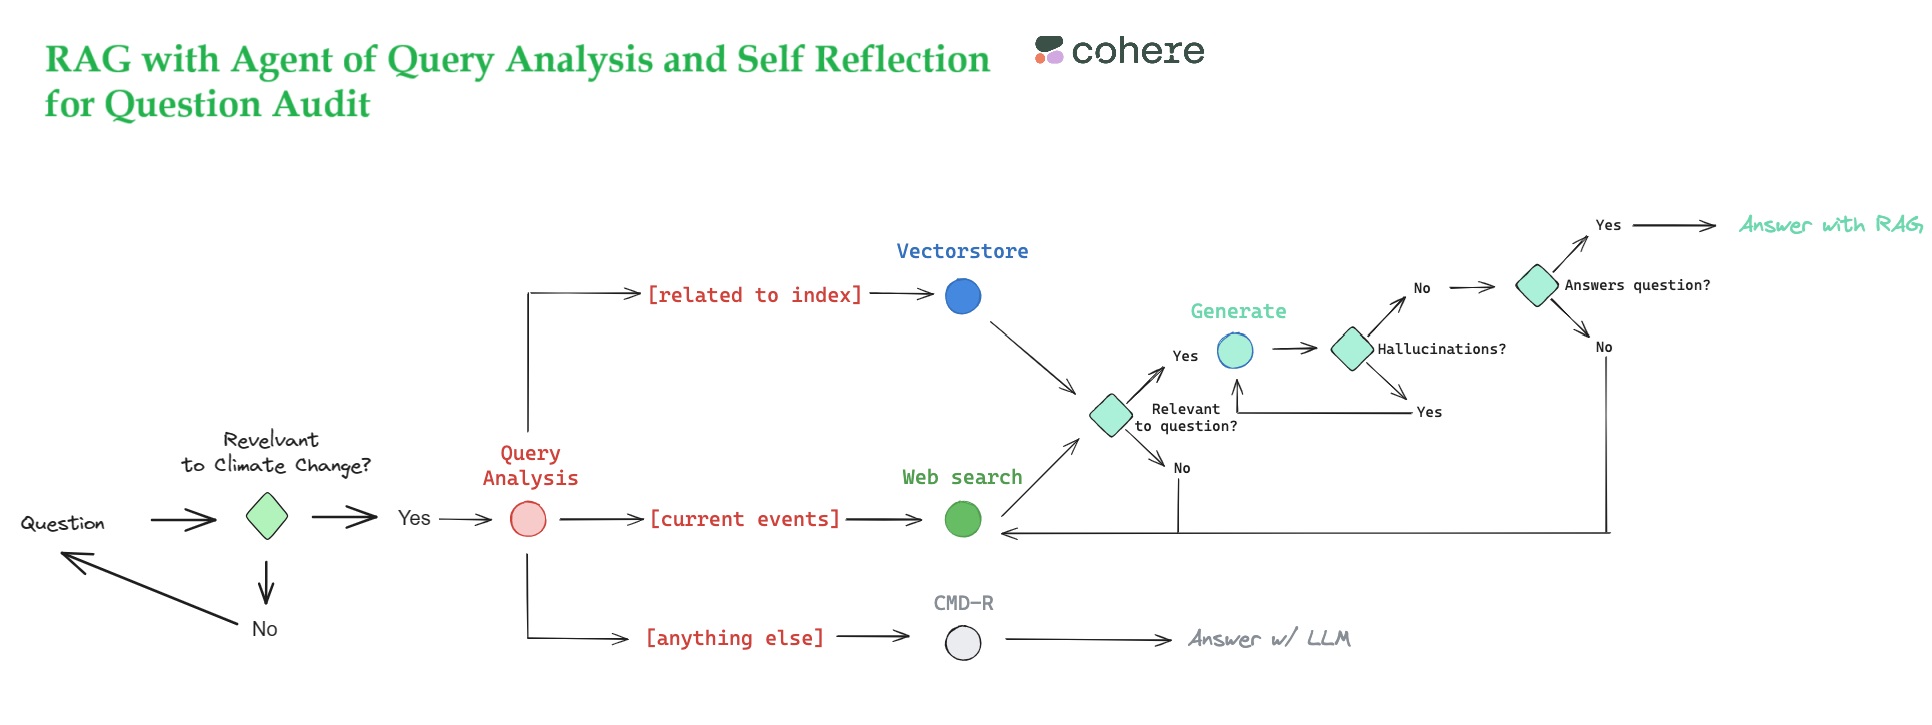 RAG with Agent of Query Analysis and Self Reflection
for Question Audit
cohere
Yes
Answer with RAG
Vectorstore
Answers question?
No
[related to index]
Generate
Hallucinations?
No
Yes
Yes
Relevant
to question?
No
Revelvant
to Climate Change?
Query
Analysis
Web search
Question
Yes
[current events]
No
CMD-R
[anything else]
Answer w/ LLM